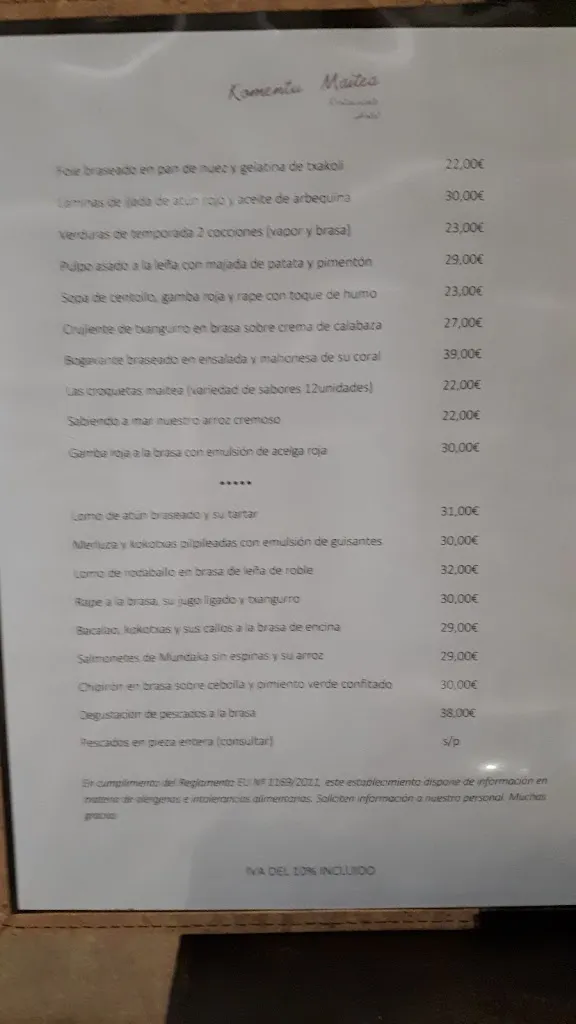 Komentu Maitea
Foie braseado en pan de nuez y gelatina de txakoli 22,00€
Laminas de ijada de atun rojo y aceite de arbequina 30,00€
Verduras de temporada 2 cocciones (vapor y brasa) 23,00€
Pulpo asado a la leña con majada de patata y pimentón 29,00€
Sopa de centollo, gamba roja y rape con toque de humo 23,00€
Crujiente de txangurro en brasa sobre crema de calabaza 27,00€
Bogavante braseado en ensalada y mahonesa de su coral 39,00€
Las croquetas maitea (variedad de sabores 12unidades) 22,00€
Sabiendo a mar nuestro arroz cremoso 22,00€
Gamba roja a la brasa con emulsión de acelga roja 30,00€
*****
Lomo de atún braseado y su tartar 31,00€
Merluza y kokotxas pilpileadas con emulsión de guisantes 30,00€
Lomo de rodaballo en brasa de leña de roble 32,00€
Rape a la brasa, su jugo ligado y txangurro 30,00€
Bacalao, kokotxas y sus callos a la brasa de encina 29,00€
Salmonetes de Mundaka sin espinas y su arroz 29,00€
Chipirón en brasa sobre cebolla y pimiento verde confitado 30,00€
Degustación de pescados a la brasa 38,00€
Pescados en pieza entera (consultar) s/p
En cumplimiento del Reglamento EU Nº 1169/2011, este establecimiento dispone de información en
materia de alérgenos e intolerancias alimentarias. Soliciten información a nuestro personal. Muchas
gracias
IVA DEL 10% INCLUIDO